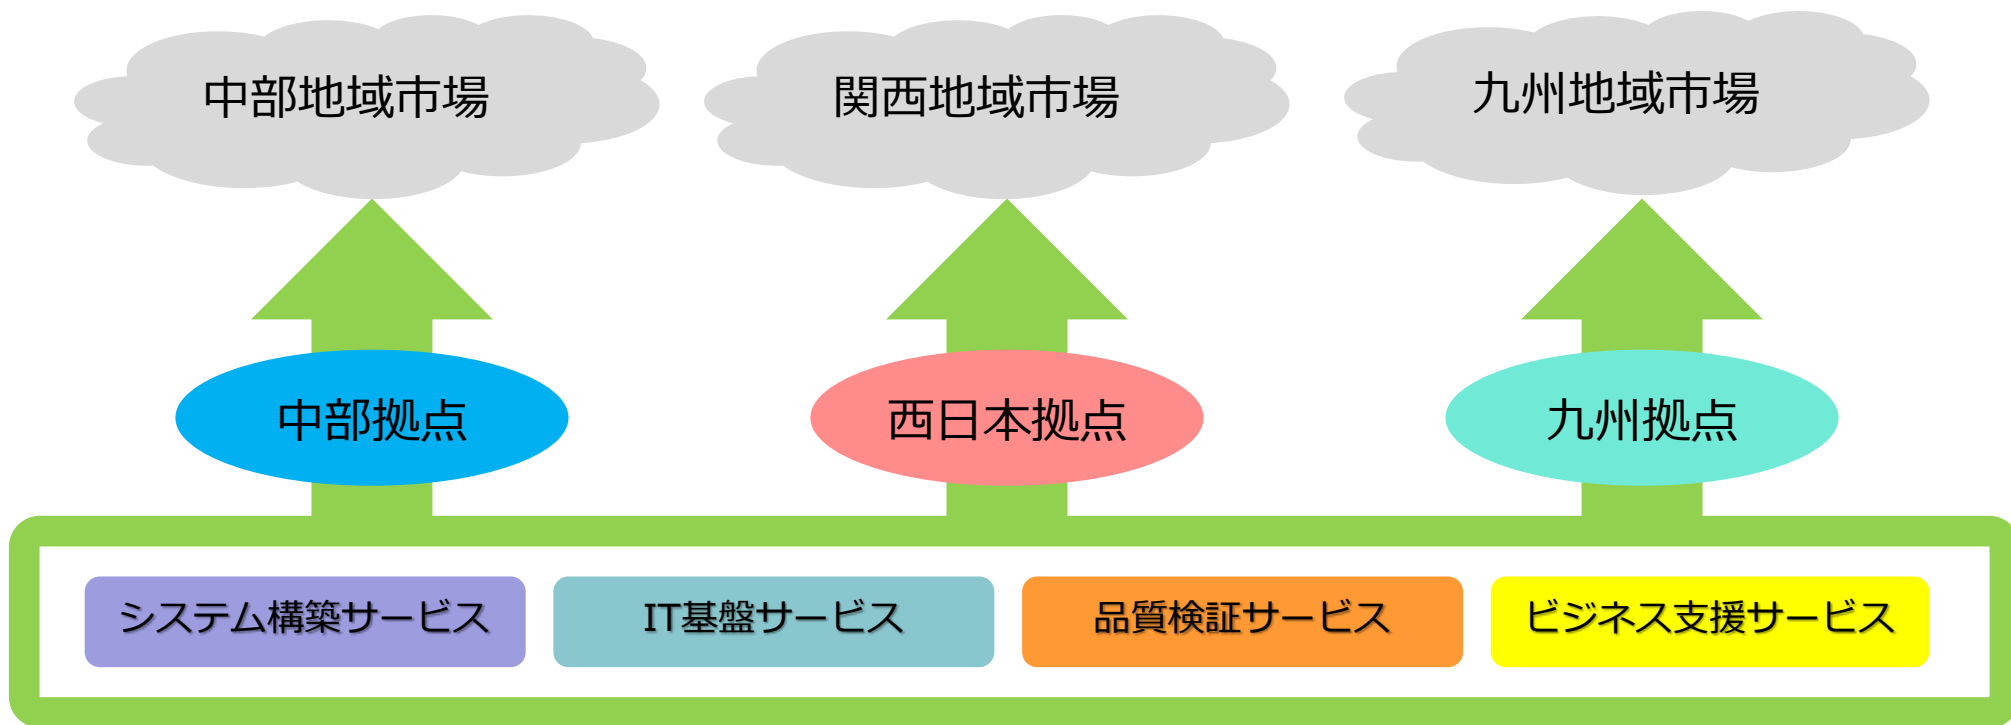 中部地域市場
関西地域市場
九州地域市場
中部拠点
西日本拠点
九州拠点
システム構築サービス
IT基盤サービス
品質検証サービス
ビジネス支援サービス